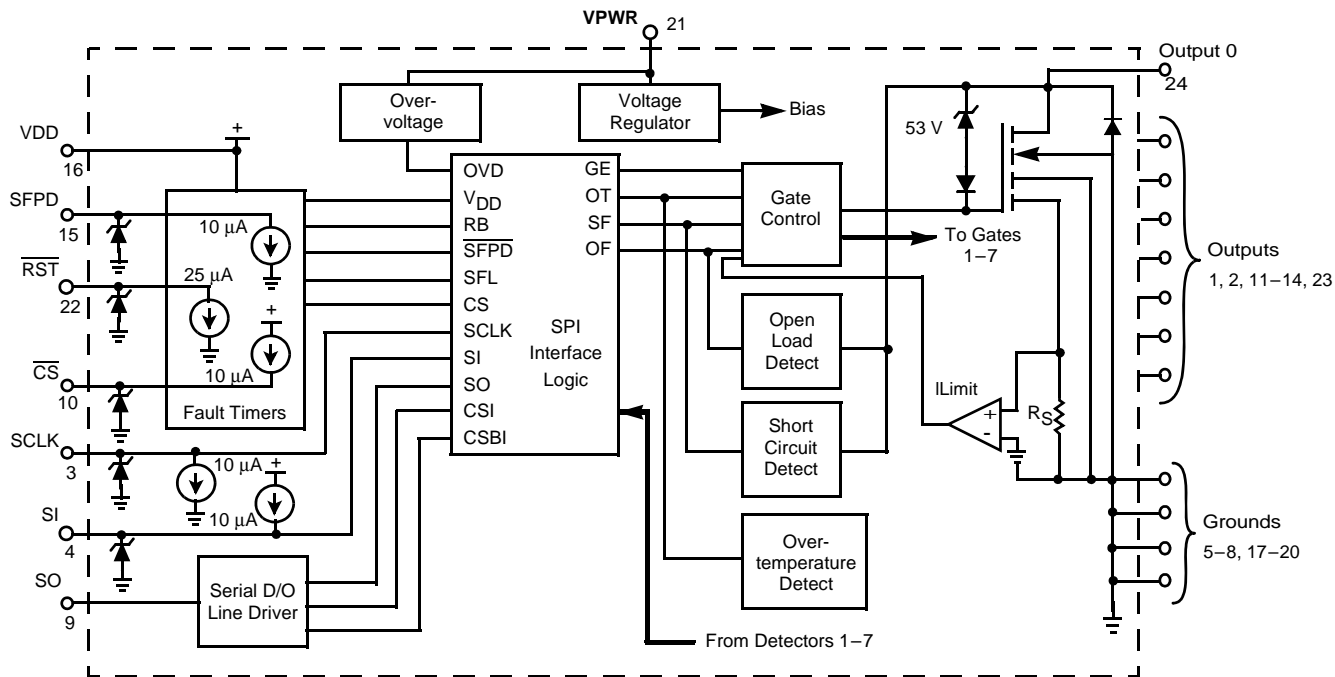 VPWR
21
Output 0
24
Over-
voltage
Voltage
Regulator
Bias
53 V
VDD
16
+
SFPD
15
10 μA
RST
22
25 μA
+
CS
10
10 μA
Fault Timers
SCLK
3
10 μA
+
SI
4
10 μA
SO
9
Serial D/O
Line Driver
OVD
VDD
RB
SFPD
SFL
CS
SCLK
SI
SO
CSI
CSBI
GE
OT
SF
OF
SPI
Interface
Logic
Gate
Control
To Gates
1–7
Open
Load
Detect
Short
Circuit
Detect
Over-
temperature
Detect
From Detectors 1–7
ILimit
+
-
RS
Outputs
1, 2, 11–14, 23
Grounds
5–8, 17–20